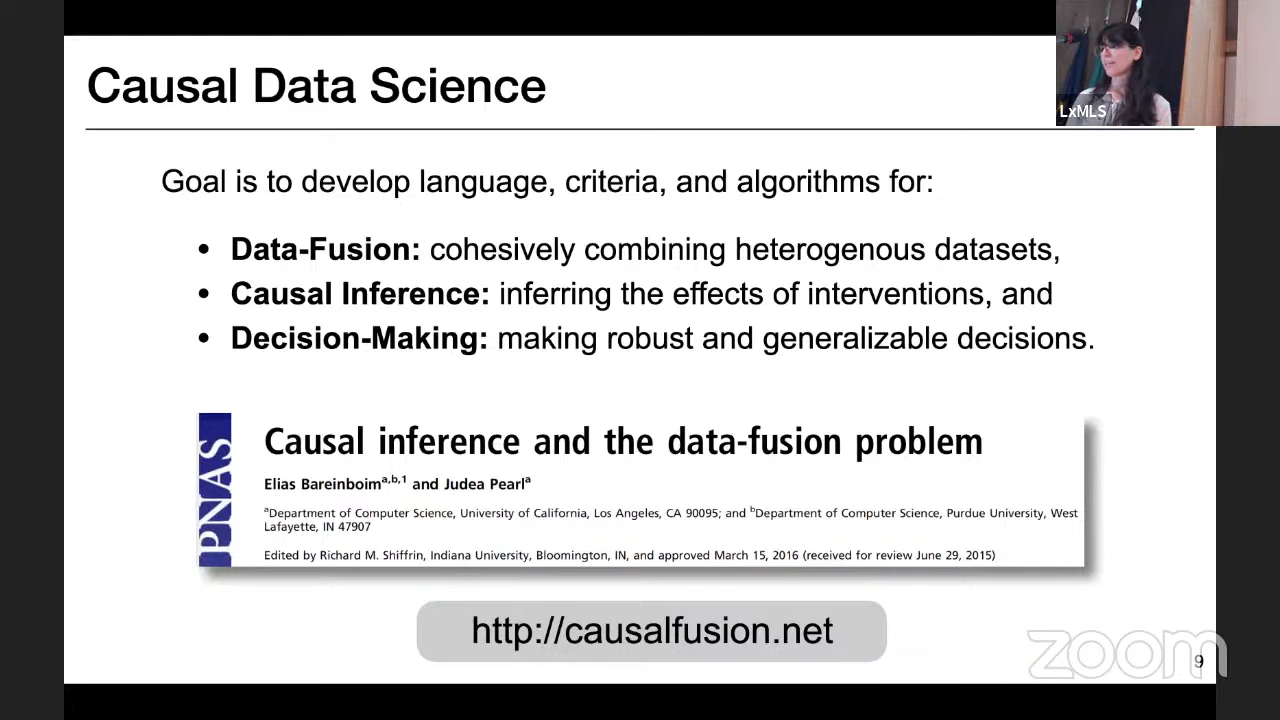 Causal Data Science
LxMLS
Goal is to develop language, criteria, and algorithms for:
• Data-Fusion: cohesively combining heterogenous datasets,
• Causal Inference: inferring the effects of interventions, and
• Decision-Making: making robust and generalizable decisions.
PNAS
Causal inference and the data-fusion problem
Elias Bareinboima,b,1 and Judea Pearla
aDepartment of Computer Science, University of California, Los Angeles, CA 90095; and bDepartment of Computer Science, Purdue University, West
Lafayette, IN 47907
Edited by Richard M. Shiffrin, Indiana University, Bloomington, IN, and approved March 15, 2016 (received for review June 29, 2015)
http://causalfusion.net
zoom
9